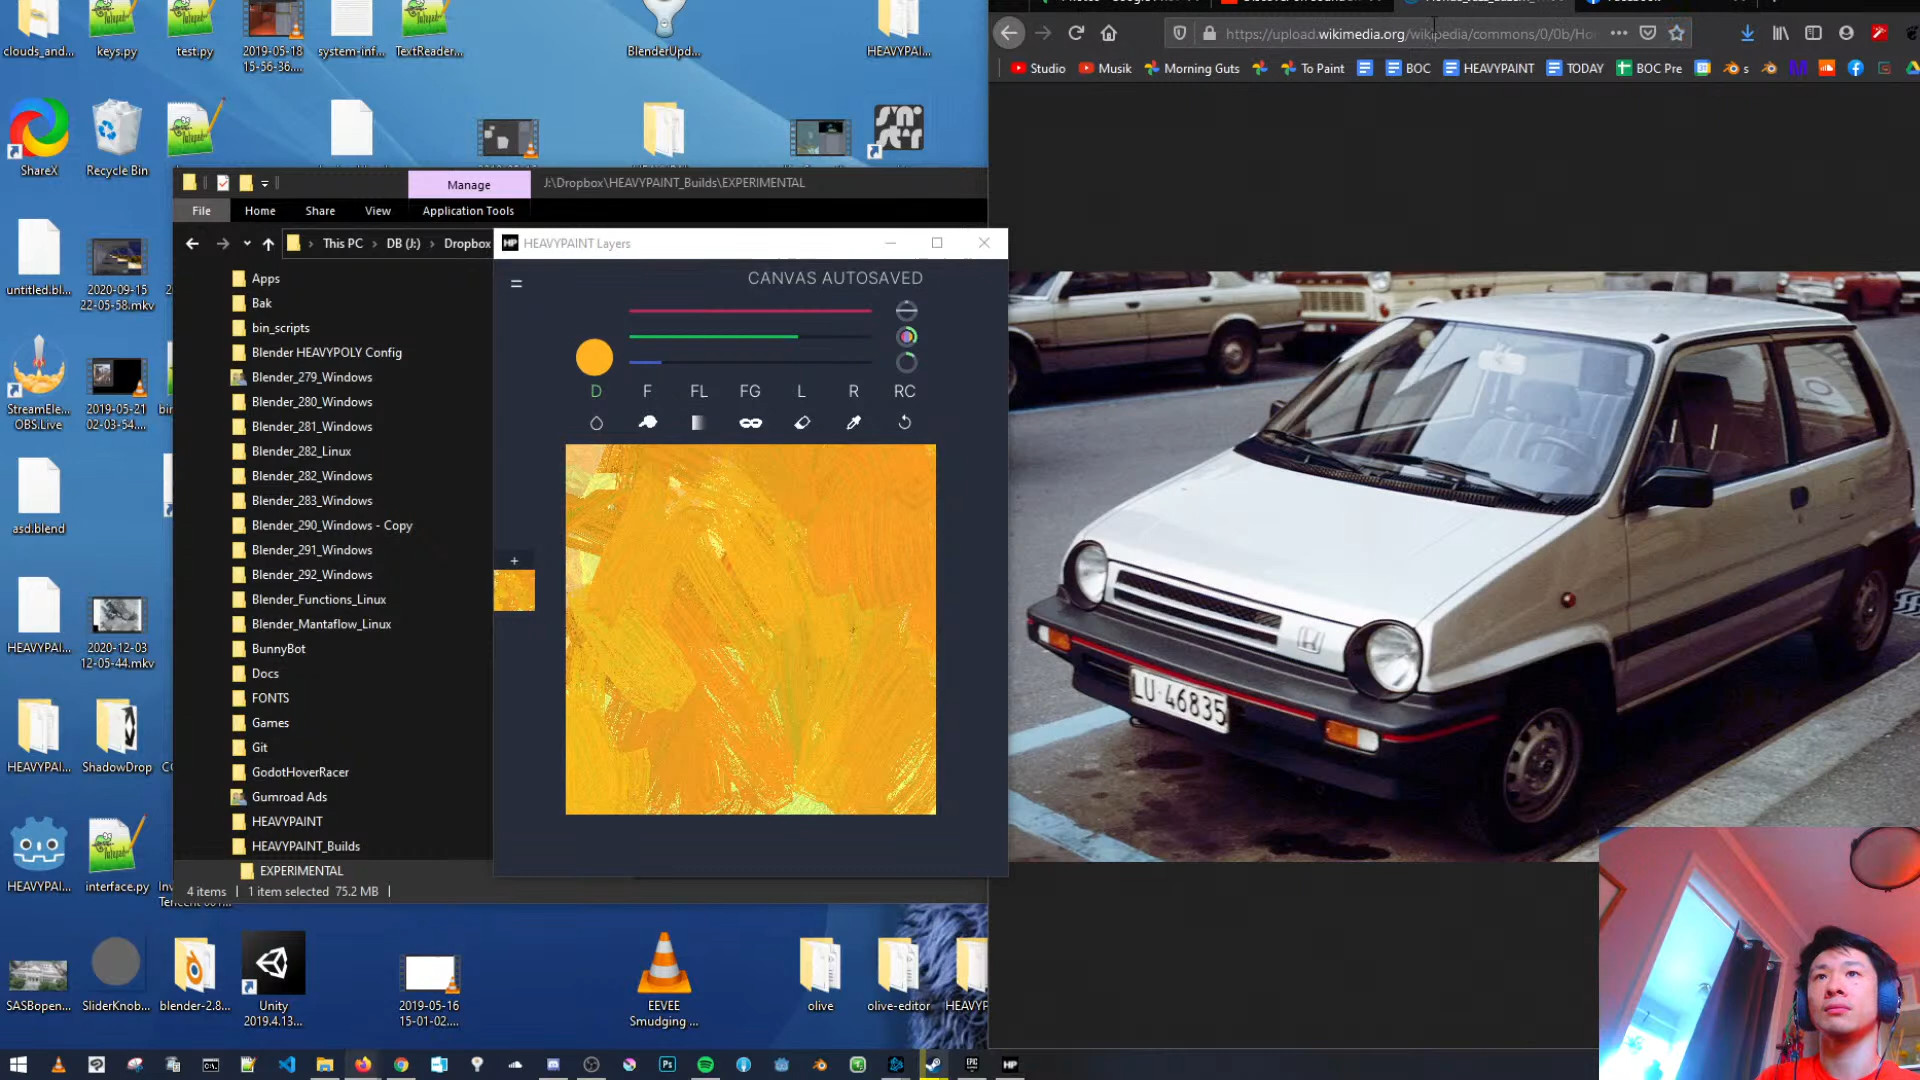 clouds_and...
keys.py
test.py
2019-05-18
15-56-36....
system-inf...
TextReader...
BlenderUpd...
HEAVYPAI...
https://upload.wikimedia.org/wikipedia/commons/0/0b/Ho
Studio
Musik
Morning Guts
To Paint
BOC
HEAVYPAINT
TODAY
BOC Pre
s
ShareX
Recycle Bin
Manage
J:\Dropbox\HEAVYPAINT_Builds\EXPERIMENTAL
File
Home
Share
View
Application Tools
This PC
DB (J:)
Dropbox
HP
HEAVYPAINT Layers
CANVAS AUTOSAVED
D
F
FL
FG
L
R
RC
untitled.bl...
2020-09-15
22-05-58.mkv
StreamEle...
OBS.Live
2019-05-21
02-03-54....
asd.blend
HEAVYPAI...
2020-12-03
12-05-44.mkv
HEAVYPAI...
ShadowDrop
HEAVYPAI...
interface.py
Apps
Bak
bin_scripts
Blender HEAVYPOLY Config
Blender_279_Windows
Blender_280_Windows
Blender_281_Windows
Blender_282_Linux
Blender_282_Windows
Blender_283_Windows
Blender_290_Windows - Copy
Blender_291_Windows
Blender_292_Windows
Blender_Functions_Linux
Blender_Mantaflow_Linux
BunnyBot
Docs
FONTS
Games
Git
GodotHoverRacer
Gumroad Ads
HEAVYPAINT
HEAVYPAINT_Builds
EXPERIMENTAL
4 items
1 item selected 75.2 MB
LU·46835
SASBopen...
SliderKnob...
blender-2.8...
Unity
2019.4.13...
2019-05-16
15-01-02....
EEVEE
Smudging ...
olive
olive-editor
HEAVYP
HP